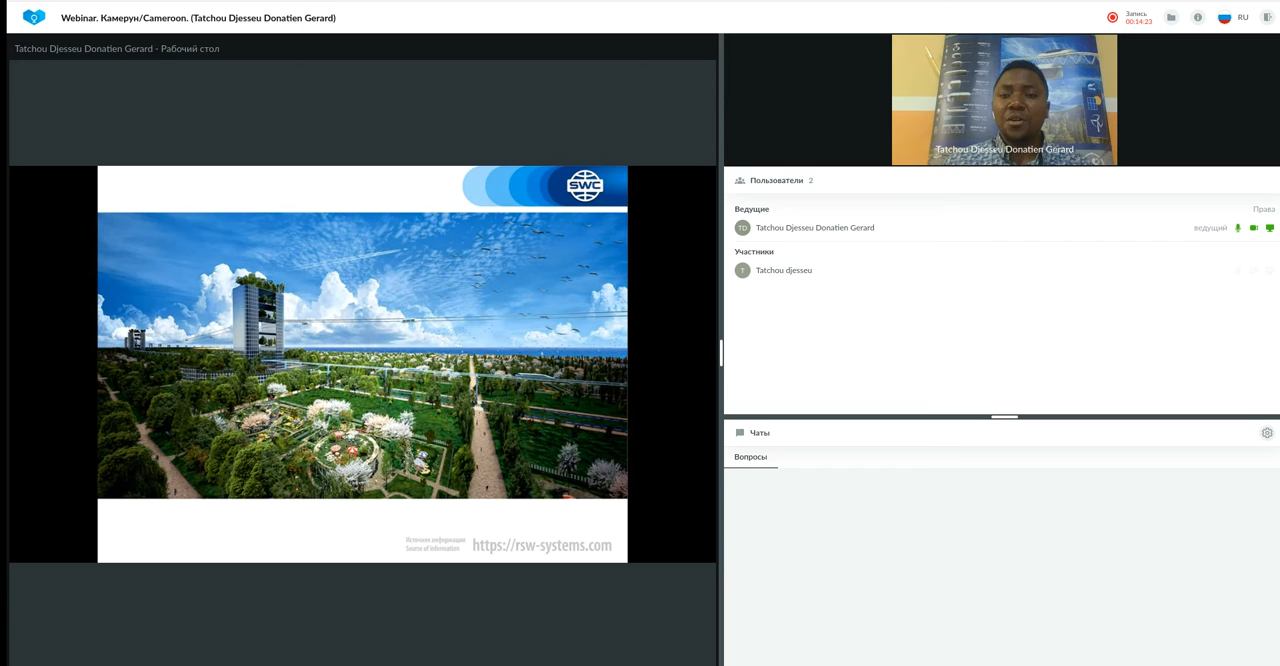 Webinar. Камерун/Cameroon. (Tatchou Djesseu Donatien Gerard)
Запись
00:14:23
RU
Tatchou Djesseu Donatien Gerard - Рабочий стол
SWC
Источник информации
Source of information
https://rsw-systems.com
Tatchou Djesseu Donatien Gerard
Пользователи 2
Ведущие Права
TD Tatchou Djesseu Donatien Gerard ведущий
Участники
T Tatchou djesseu
Чаты
Вопросы